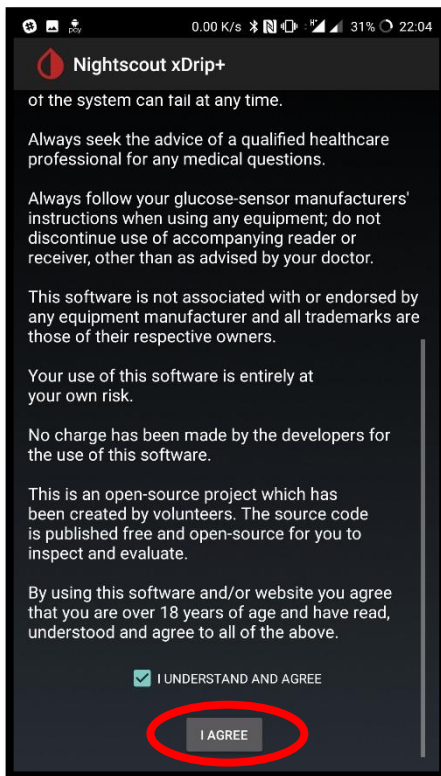 0.00 K/s 31% 22:04
Nightscout xDrip+
of the system can fail at any time.
Always seek the advice of a qualified healthcare
professional for any medical questions.
Always follow your glucose-sensor manufacturers'
instructions when using any equipment; do not
discontinue use of accompanying reader or
receiver, other than as advised by your doctor.
This software is not associated with or endorsed by
any equipment manufacturer and all trademarks are
those of their respective owners.
Your use of this software is entirely at
your own risk.
No charge has been made by the developers for
the use of this software.
This is an open-source project which has
been created by volunteers. The source code
is published free and open-source for you to
inspect and evaluate.
By using this software and/or website you agree
that you are over 18 years of age and have read,
understood and agree to all of the above.
I UNDERSTAND AND AGREE
I AGREE